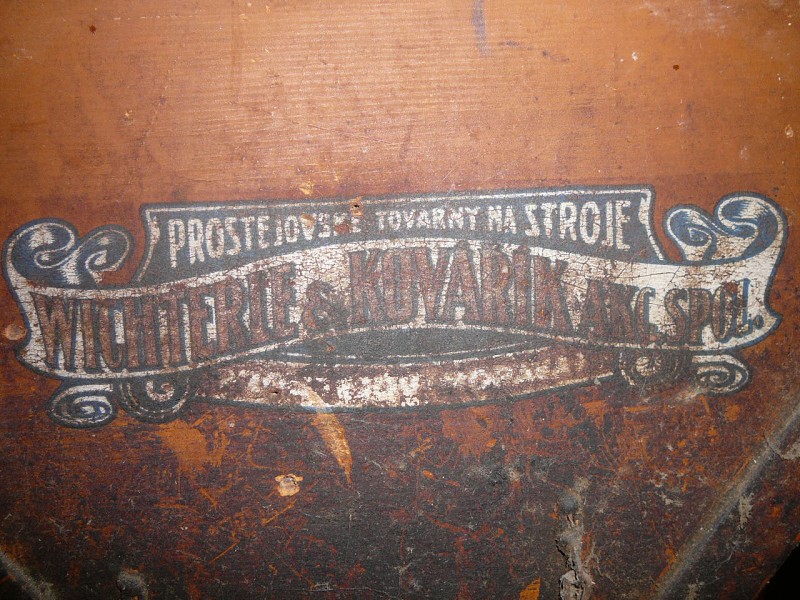 PROSTĚJOVSKÉ TOVÁRNY NA STROJE
WICHTERLE & KOVÁŘÍK AKC. SPOL.